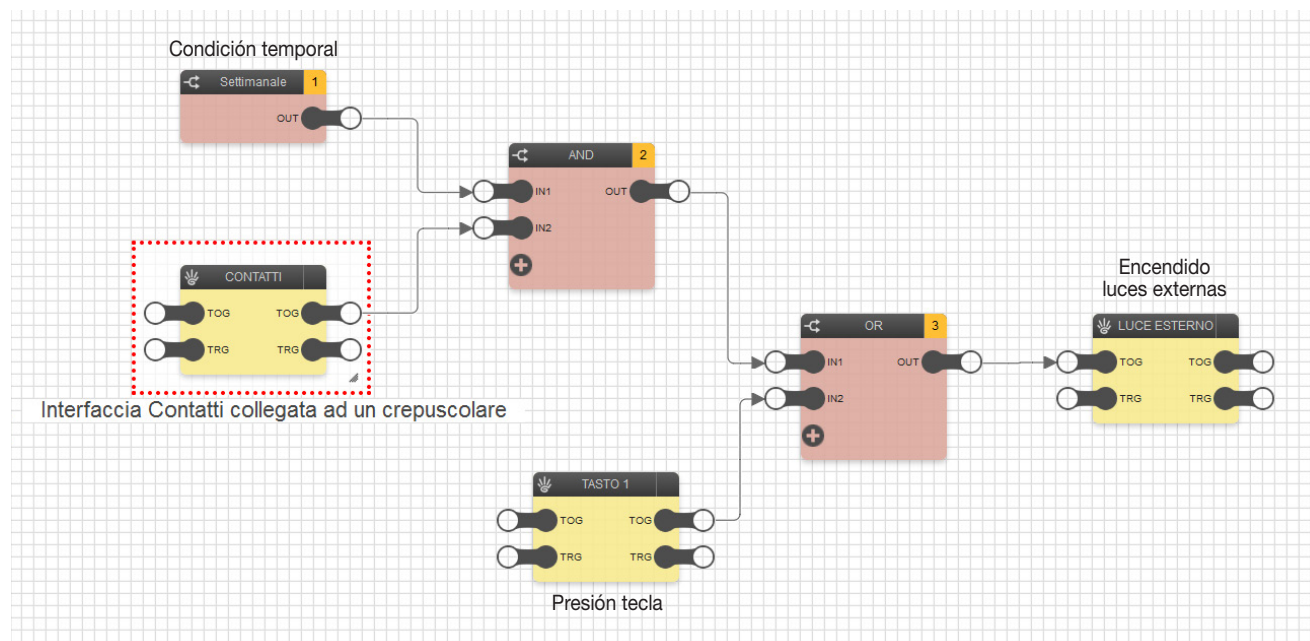 Condición temporal
Settimanale 1
OUT
AND 2
IN1 OUT
IN2
CONTATTI
TOG TOG
TRG TRG
Interfaccia Contatti collegata ad un crepuscolare
Encendido
luces externas
OR 3
IN1 OUT
IN2
LUCE ESTERNO
TOG TOG
TRG TRG
TASTO 1
TOG TOG
TRG TRG
Presión tecla